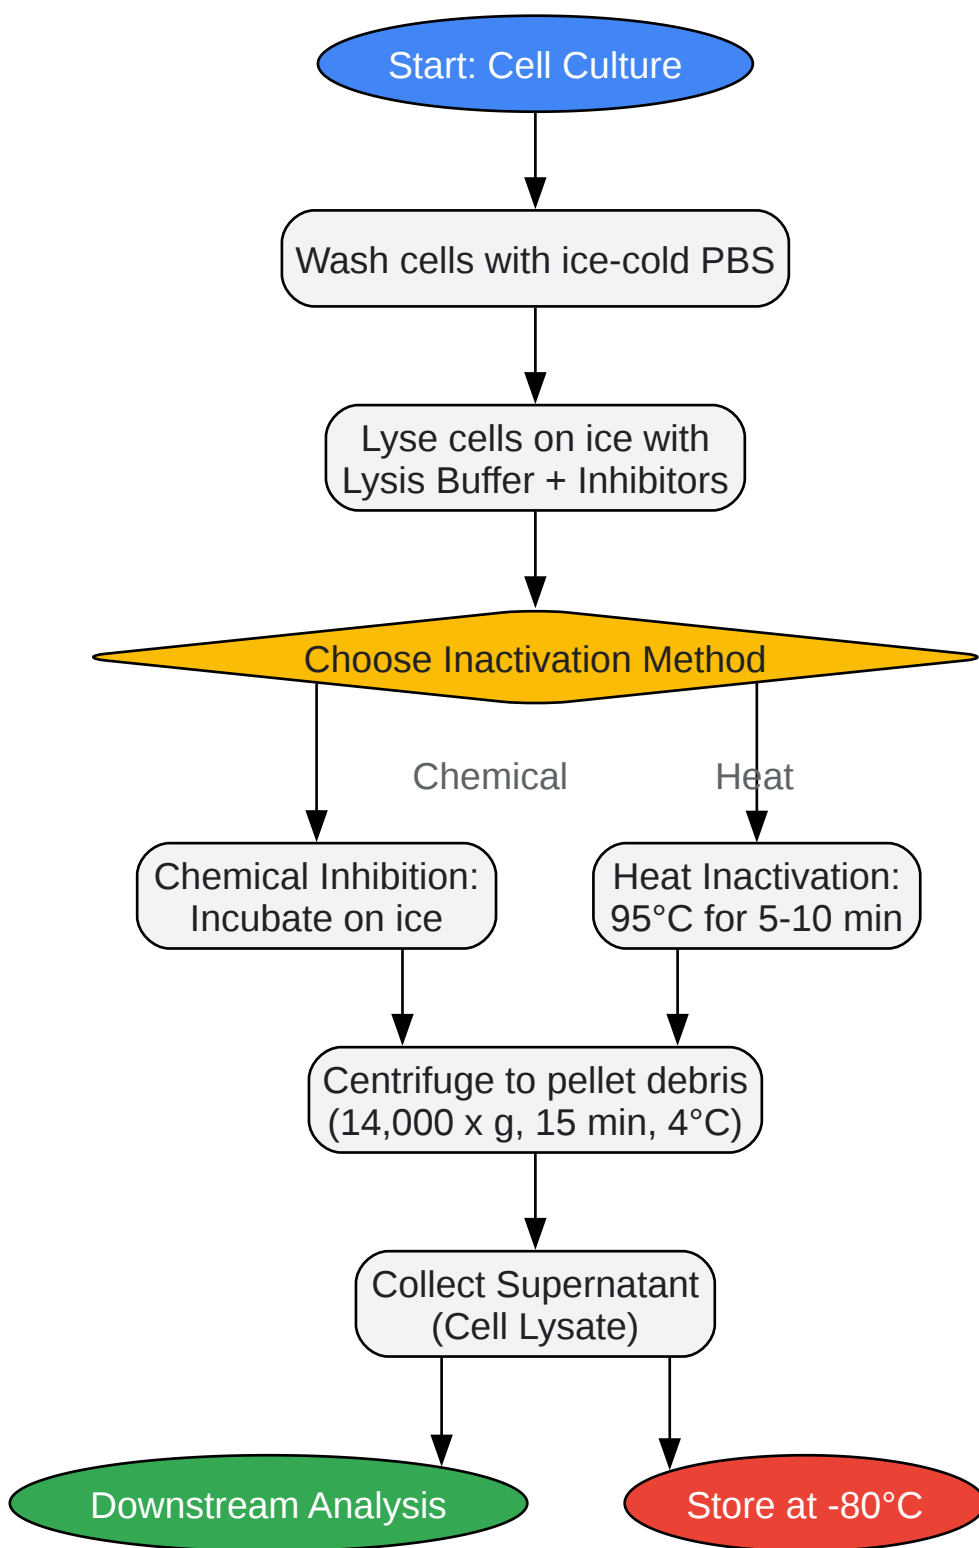 Start: Cell Culture
Wash cells with ice-cold PBS
Lyse cells on ice with
Lysis Buffer + Inhibitors
Choose Inactivation Method
Chemical
Heat
Chemical Inhibition:
Incubate on ice
Heat Inactivation:
95°C for 5-10 min
Centrifuge to pellet debris
(14,000 x g, 15 min, 4°C)
Collect Supernatant
(Cell Lysate)
Downstream Analysis
Store at -80°C